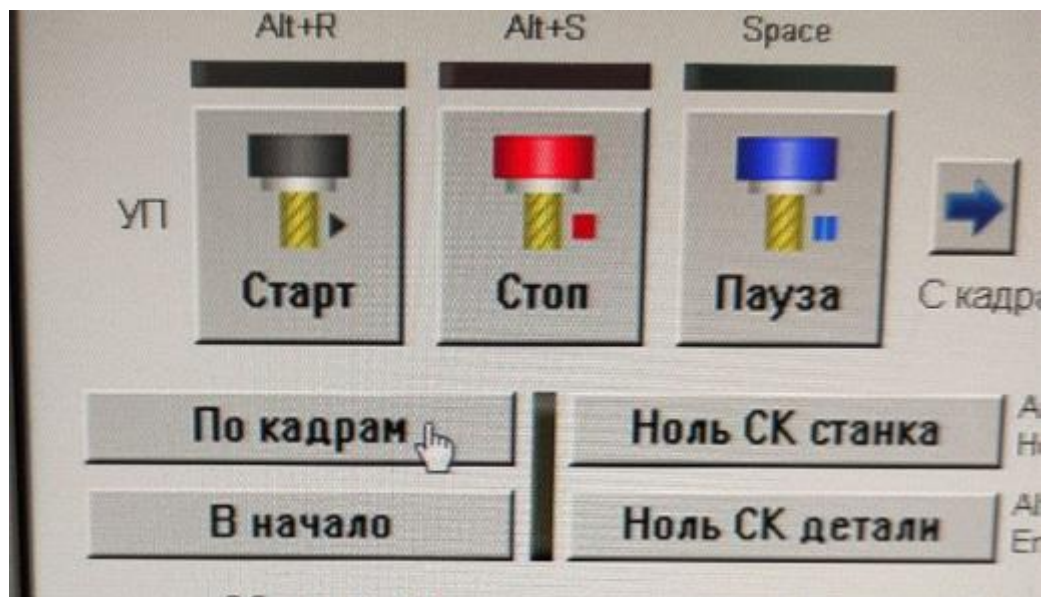 Alt+R Alt+S Space
УП
Старт Стоп Пауза
С кадра
По кадрам Ноль СК станка
В начало Ноль СК детали